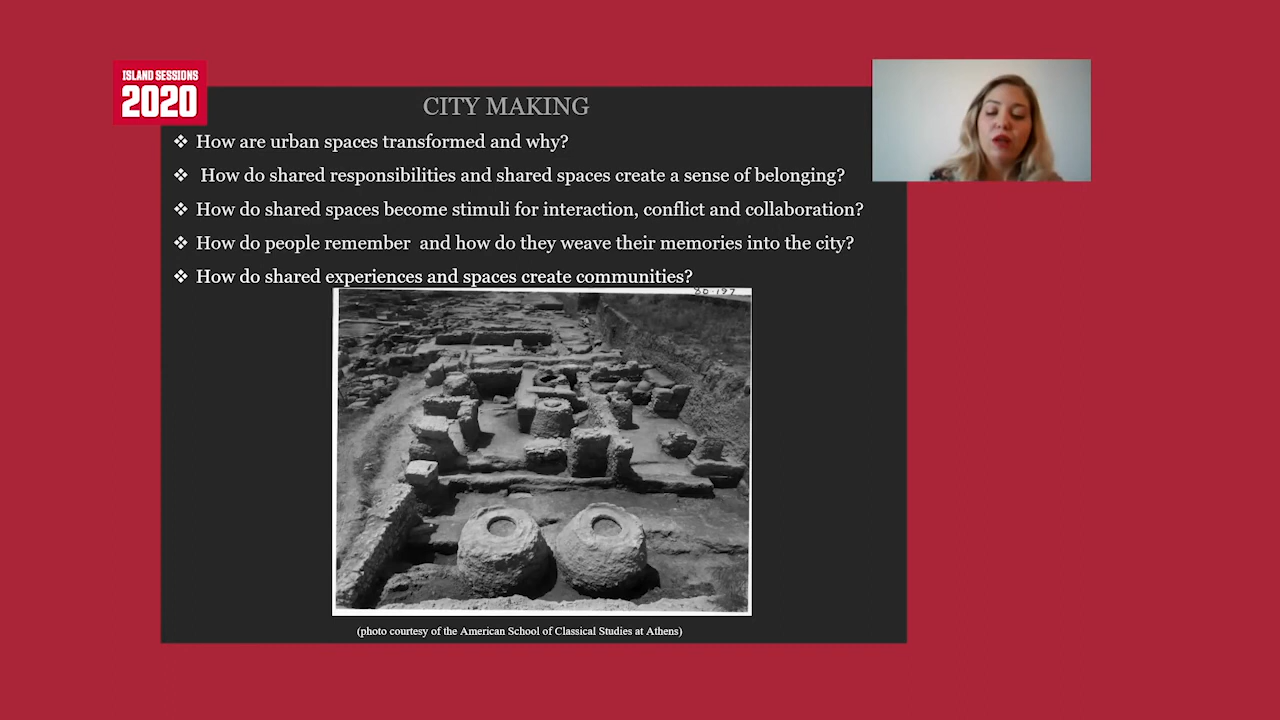 ISLAND SESSIONS
2020
CITY MAKING
❖ How are urban spaces transformed and why?
❖ How do shared responsibilities and shared spaces create a sense of belonging?
❖ How do shared spaces become stimuli for interaction, conflict and collaboration?
❖ How do people remember and how do they weave their memories into the city?
❖ How do shared experiences and spaces create communities?
80-197
(photo courtesy of the American School of Classical Studies at Athens)